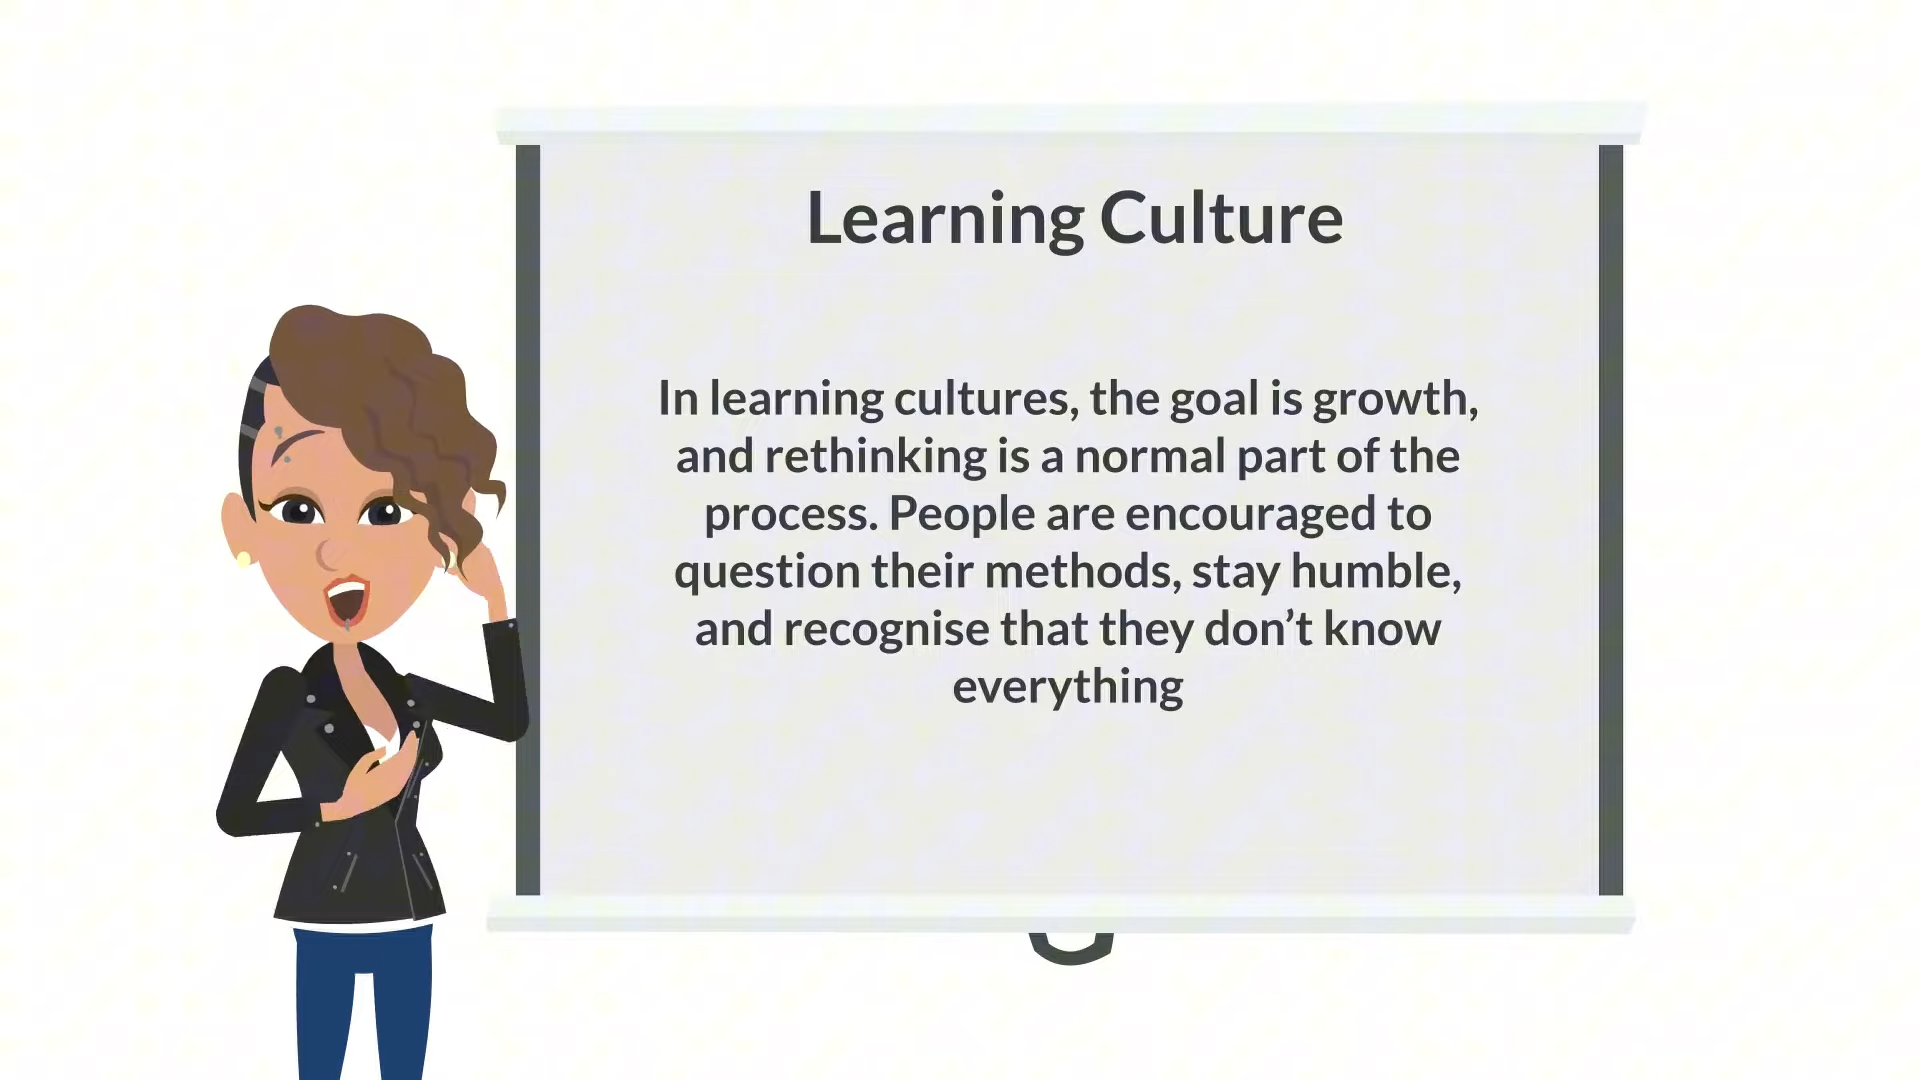 Learning Culture
In learning cultures, the goal is growth,
and rethinking is a normal part of the
process. People are encouraged to
question their methods, stay humble,
and recognise that they don’t know
everything